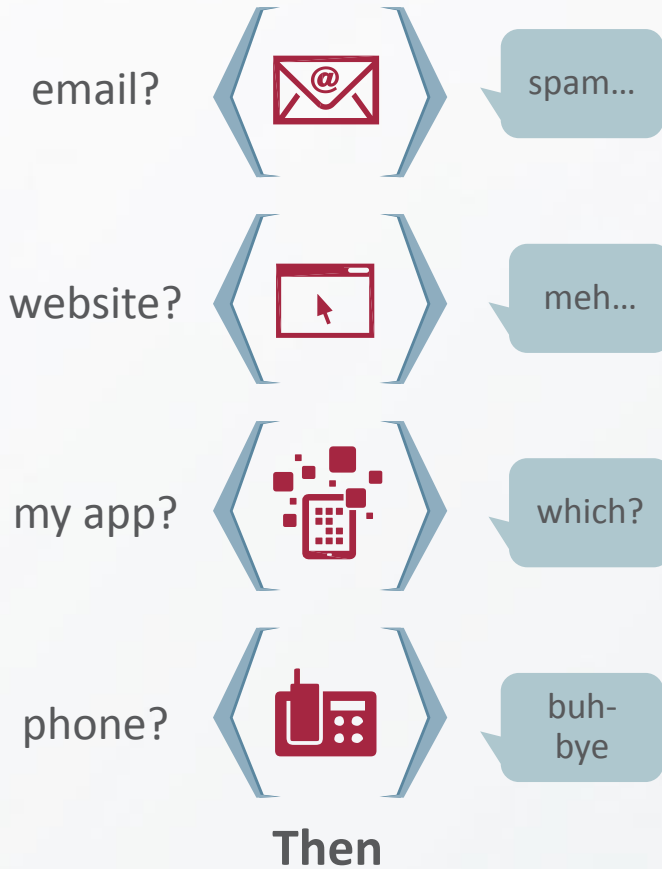 email?
@
spam…
website?
meh…
my app?
which?
phone?
buh-
bye
Then